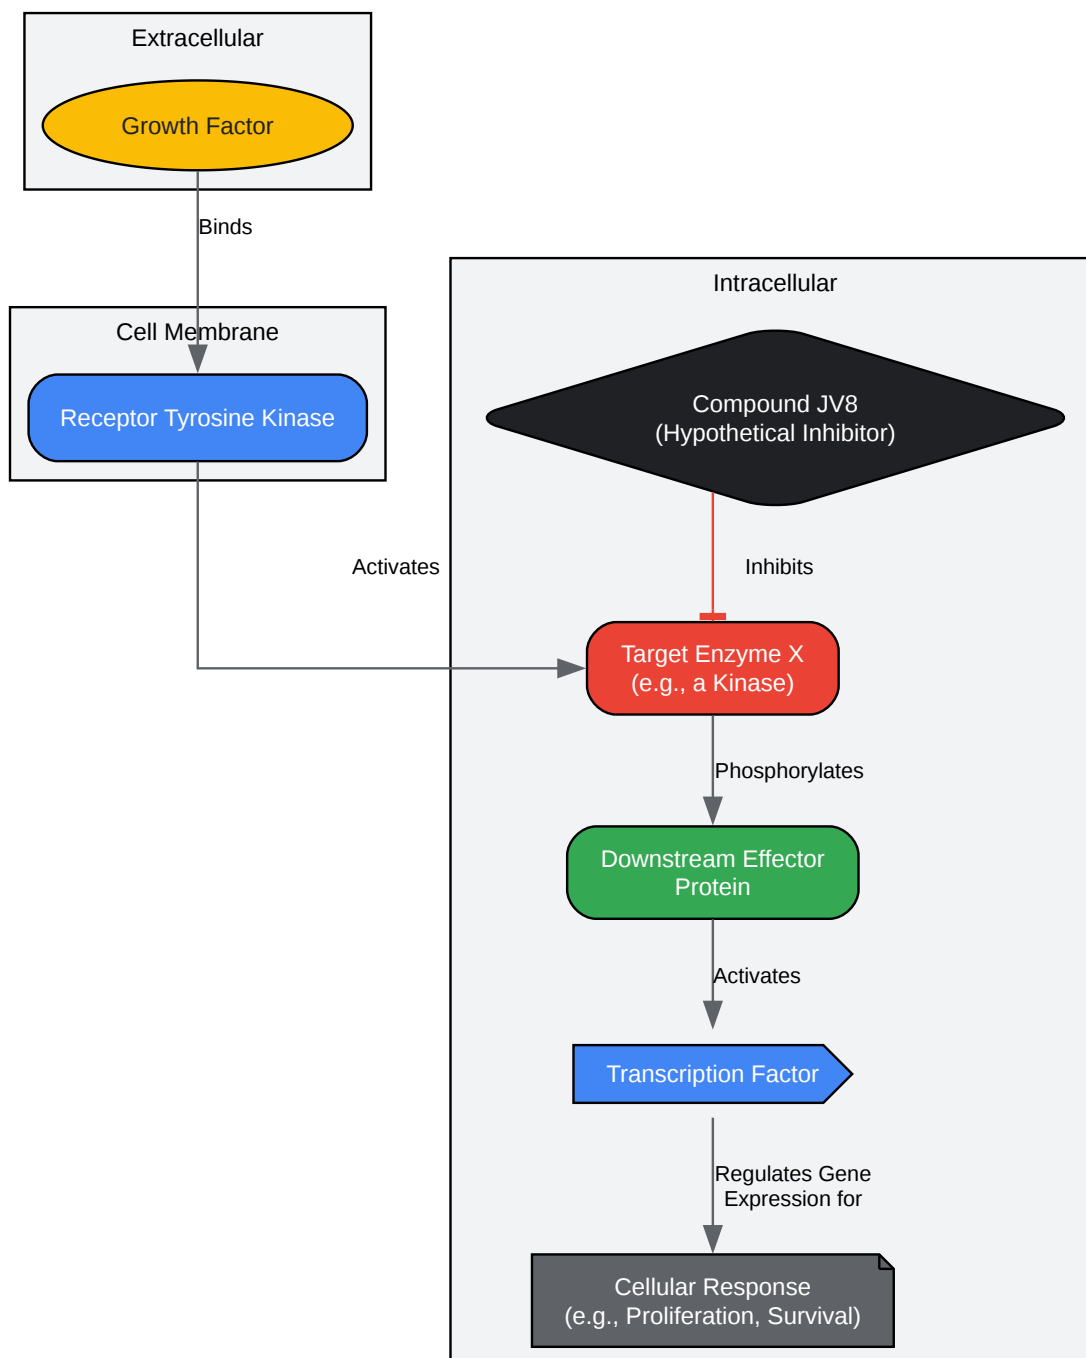 Extracellular
Growth Factor
Binds
Cell Membrane
Receptor Tyrosine Kinase
Activates
Intracellular
Compound JV8
(Hypothetical Inhibitor)
Inhibits
Target Enzyme X
(e.g., a Kinase)
Phosphorylates
Downstream Effector
Protein
Activates
Transcription Factor
Regulates Gene
Expression for
Cellular Response
(e.g., Proliferation, Survival)